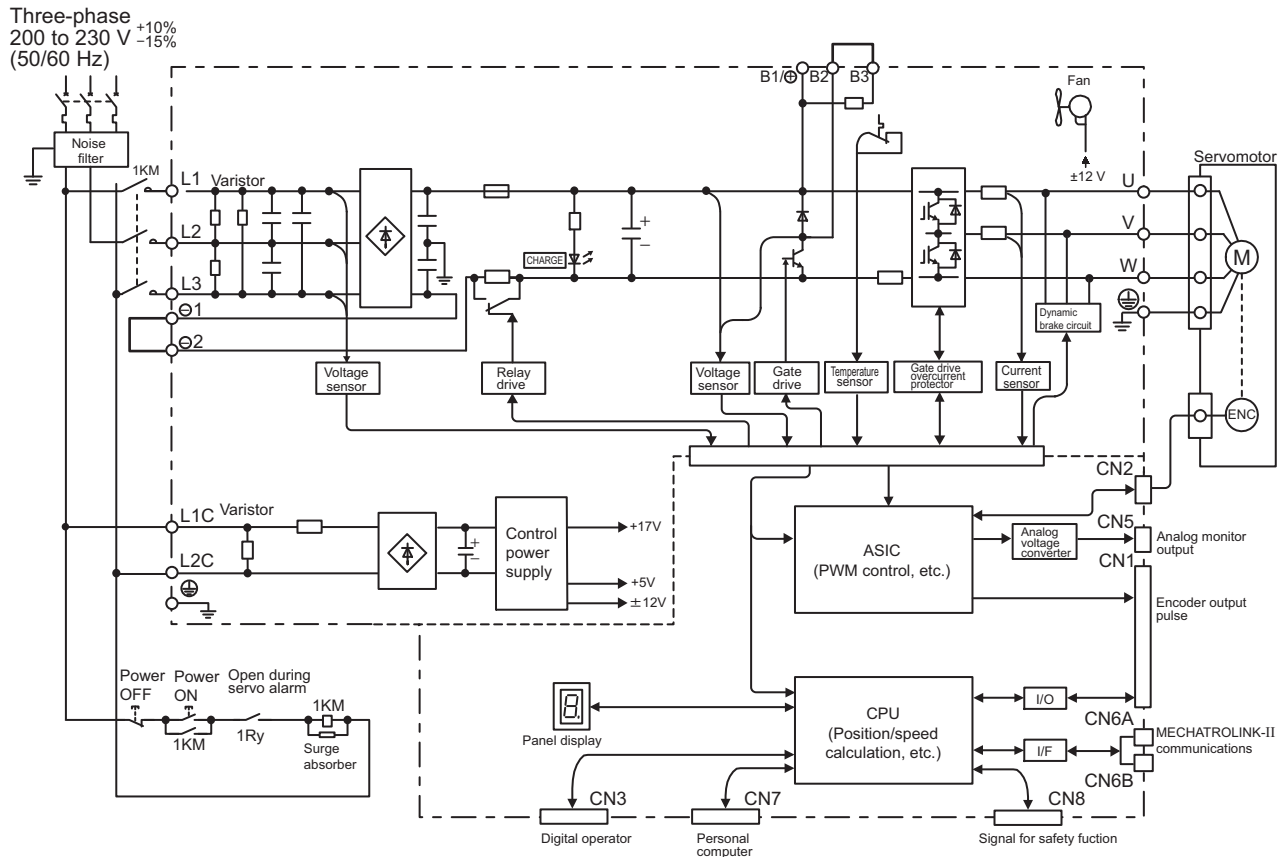 Three-phase
200 to 230 V +10% −15%
(50/60 Hz)
B1/⊕
B2
B3
Fan
±12 V
Noise
filter
1KM
L1
Varistor
L2
L3
⊖1
⊖2
CHARGE
+
−
U
V
W
Servomotor
M
ENC
Dynamic
brake circuit
Voltage
sensor
Relay
drive
Voltage
sensor
Gate
drive
Temperature
sensor
Gate drive
overcurrent
protector
Current
sensor
L1C
Varistor
L2C
+
−
Control
power
supply
+17V
+5V
±12V
ASIC
(PWM control, etc.)
Analog
voltage
converter
CN2
CN5
Analog monitor
output
CN1
Encoder output
pulse
Power
OFF
Power
ON
1KM
Open during
servo alarm
1Ry
1KM
Surge
absorber
8.
Panel display
CPU
(Position/speed
calculation, etc.)
I/O
I/F
CN6A
MECHATROLINK-II
communications
CN6B
CN3
Digital operator
CN7
Personal
computer
CN8
Signal for safety fuction